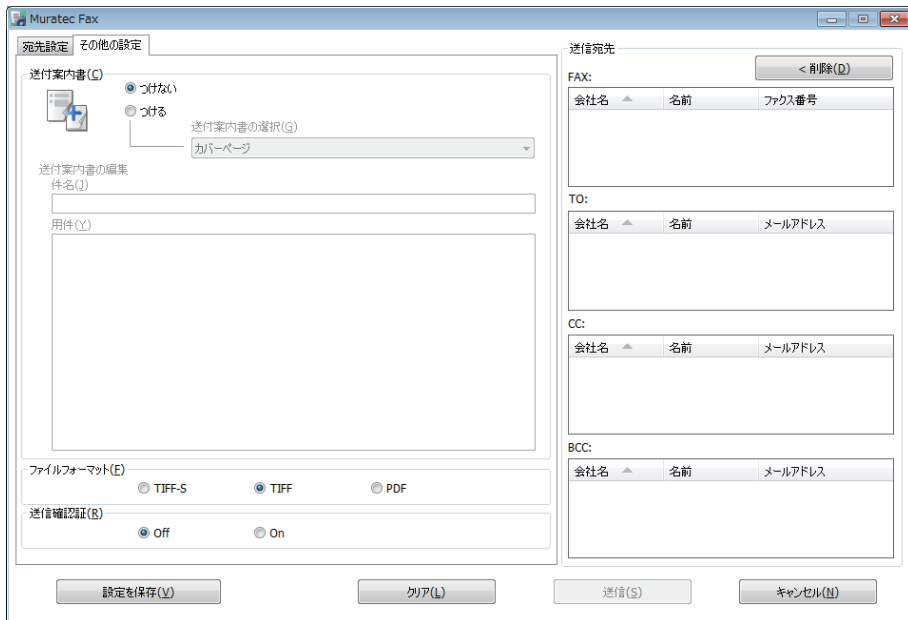 Muratec Fax
宛先設定
その他の設定
送付案内書(C)
つけない
つける
送付案内書の選択(G)
カバーページ
送付案内書の編集
件名(J)
用件(Y)
ファイルフォーマット(F)
TIFF-S
TIFF
PDF
送信確認証(R)
Off
On
送信宛先
< 削除(D)
FAX:
会社名 名前 ファクス番号
TO:
会社名 名前 メールアドレス
CC:
会社名 名前 メールアドレス
BCC:
会社名 名前 メールアドレス
設定を保存(V)
クリア(L)
送信(S)
キャンセル(N)